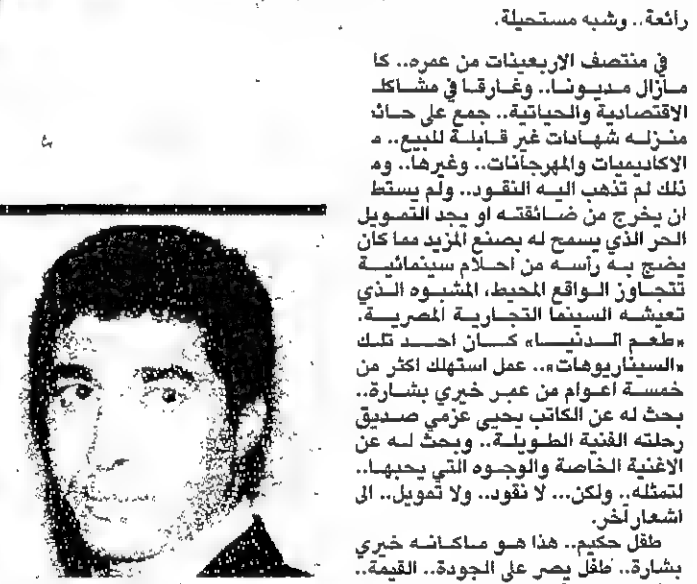 رائعة.. وشبه مستحيلة.
في منتصف الاربعينات من عمره.. كا
مازال مديونا.. وغارقا في مشاكل
الاقتصادية والحياتية.. جمع على حائ
منزله شهادات غير قابلة للبيع.. م
الاكاديميات والمهرجانات.. وغيرها.. وم
ذلك لم تذهب اليه النقود.. ولم يستط
ان يخرج من ضائقته او يجد التمويل
الحر الذي يسمح له بصنع المزيد مما كان
يضج به رأسه من احلام سينمائية
تتجاوز الواقع المحيط، المشبوه الذي
تعيشه السينما التجارية المصرية.
«طعم الدنيا» كان احد تلك
«السيناريوهات».. عمل استهلك اكثر من
خمسة اعوام من عمر خيري بشارة..
بحث له عن الكاتب يحيى عزمي صديق
رحلته الفنية الطويلة.. وبحث له عن
الاغنية الخاصة والوجوه التي يحبها..
لتمثله.. ولكن... لا نقود.. ولا تمويل.. الى
اشعار آخر.
طفل حكيم.. هذا هو ماكانه خيري
بشارة.. طفل يصر على الجودة.. القيمة..